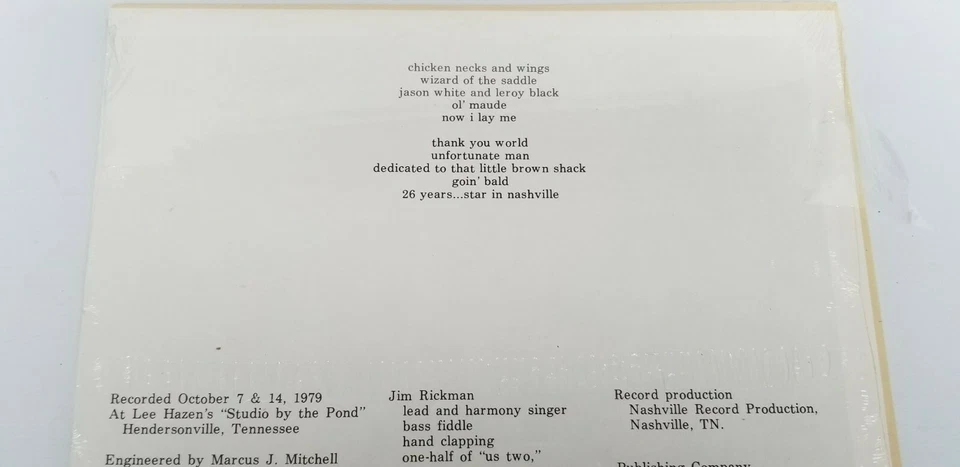 chicken necks and wings
wizard of the saddle
jason white and leroy black
ol' maude
now i lay me
thank you world
unfortunate man
dedicated to that little brown shack
goin' bald
26 years...star in nashville
Recorded October 7 & 14, 1979
At Lee Hazen's "Studio by the Pond"
Hendersonville, Tennessee
Engineered by Marcus J. Mitchell
Jim Rickman
lead and harmony singer
bass fiddle
hand clapping
one-half of "us two,"
Record production
Nashville Record Production,
Nashville, TN.
Publishing Company